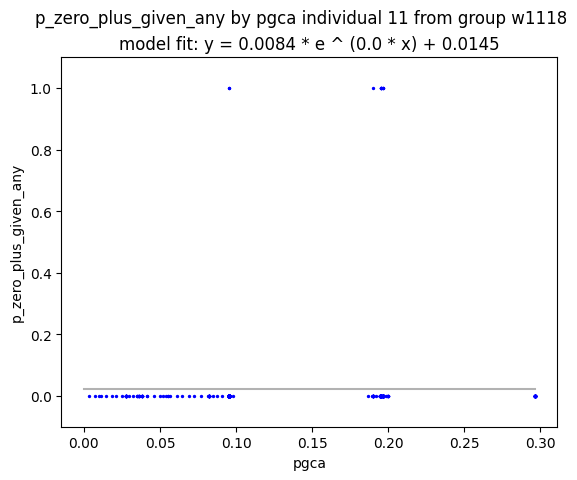 p_zero_plus_given_any by pgca individual 11 from group w1118
model fit: y = 0.0084 * e ^ (0.0 * x) + 0.0145
1.0
0.8
0.6
0.4
0.2
0.0
p_zero_plus_given_any
0.00 0.05 0.10 0.15 0.20 0.25 0.30
pgca